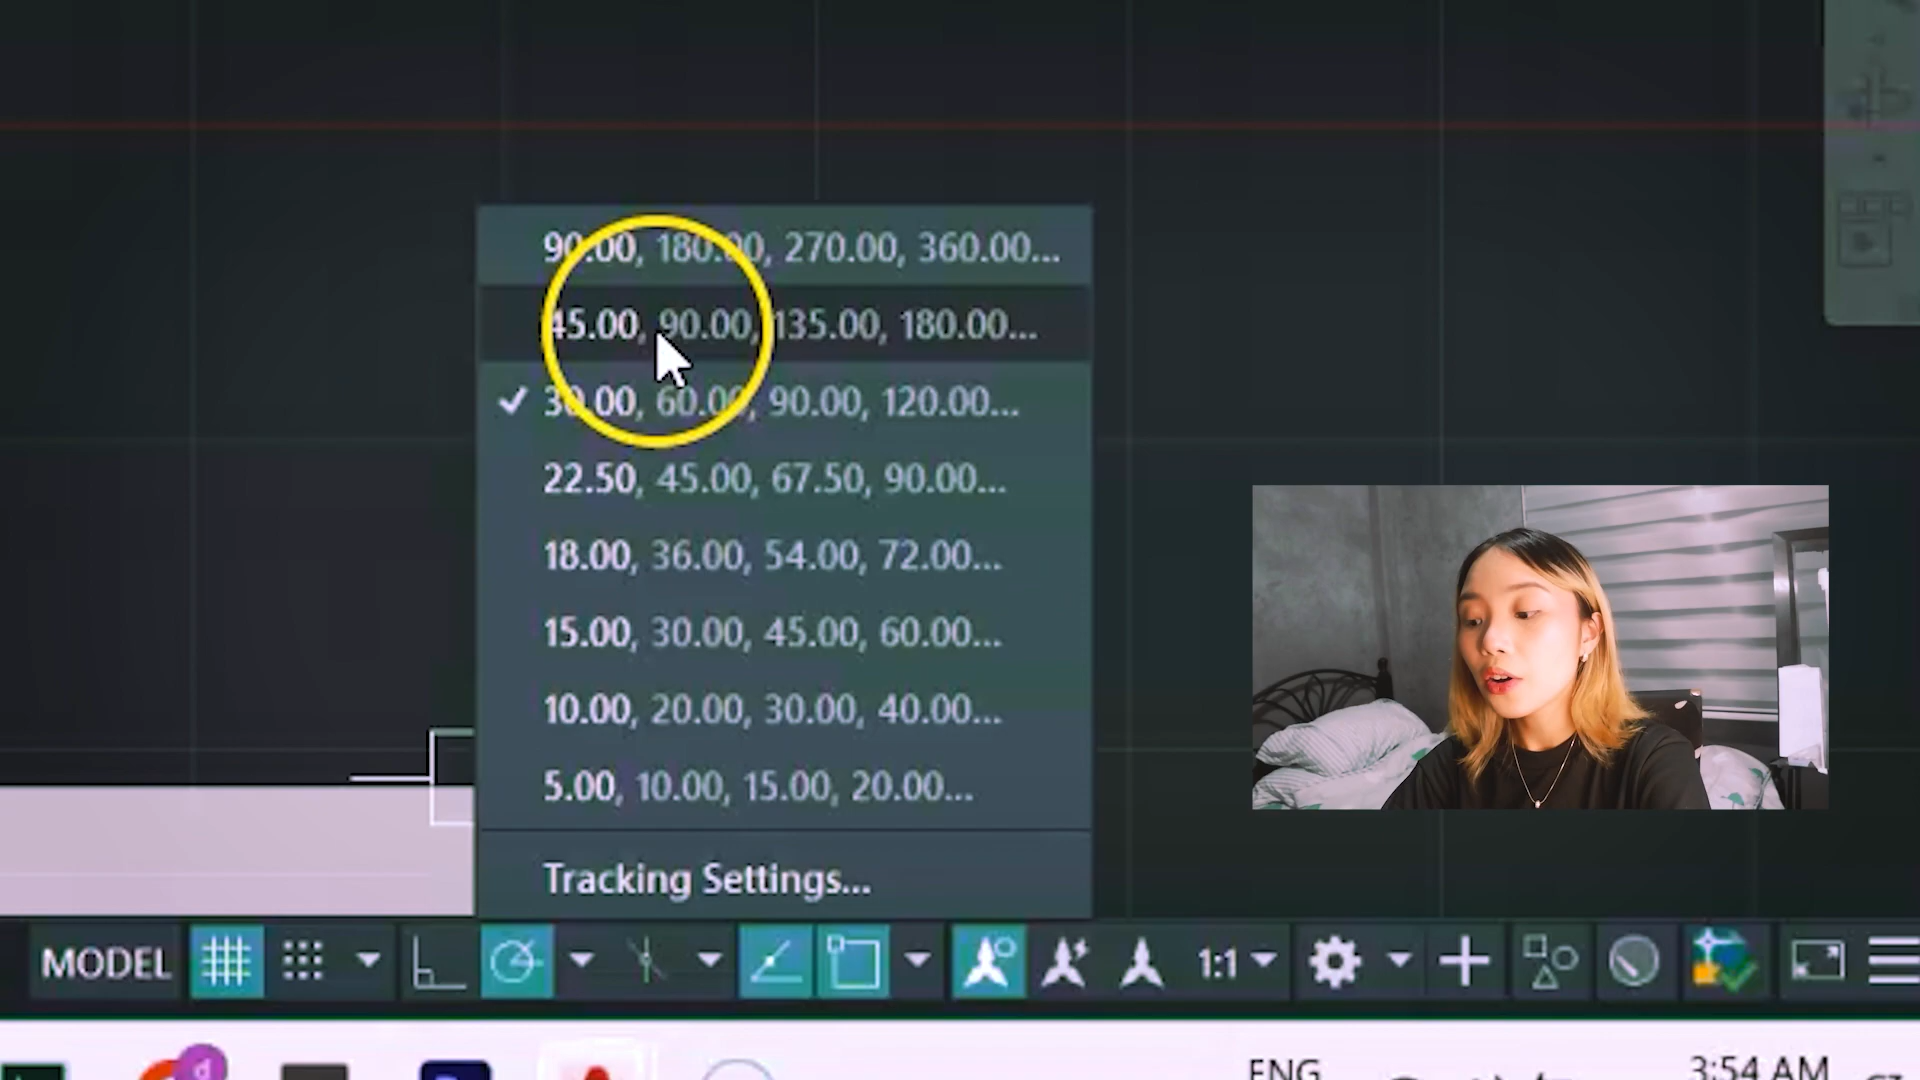 90.00, 180.00, 270.00, 360.00...
45.00, 90.00, 135.00, 180.00...
30.00, 60.00, 90.00, 120.00...
22.50, 45.00, 67.50, 90.00...
18.00, 36.00, 54.00, 72.00...
15.00, 30.00, 45.00, 60.00...
10.00, 20.00, 30.00, 40.00...
5.00, 10.00, 15.00, 20.00...
Tracking Settings...
MODEL 1:1
d
ENG 3:54 AM